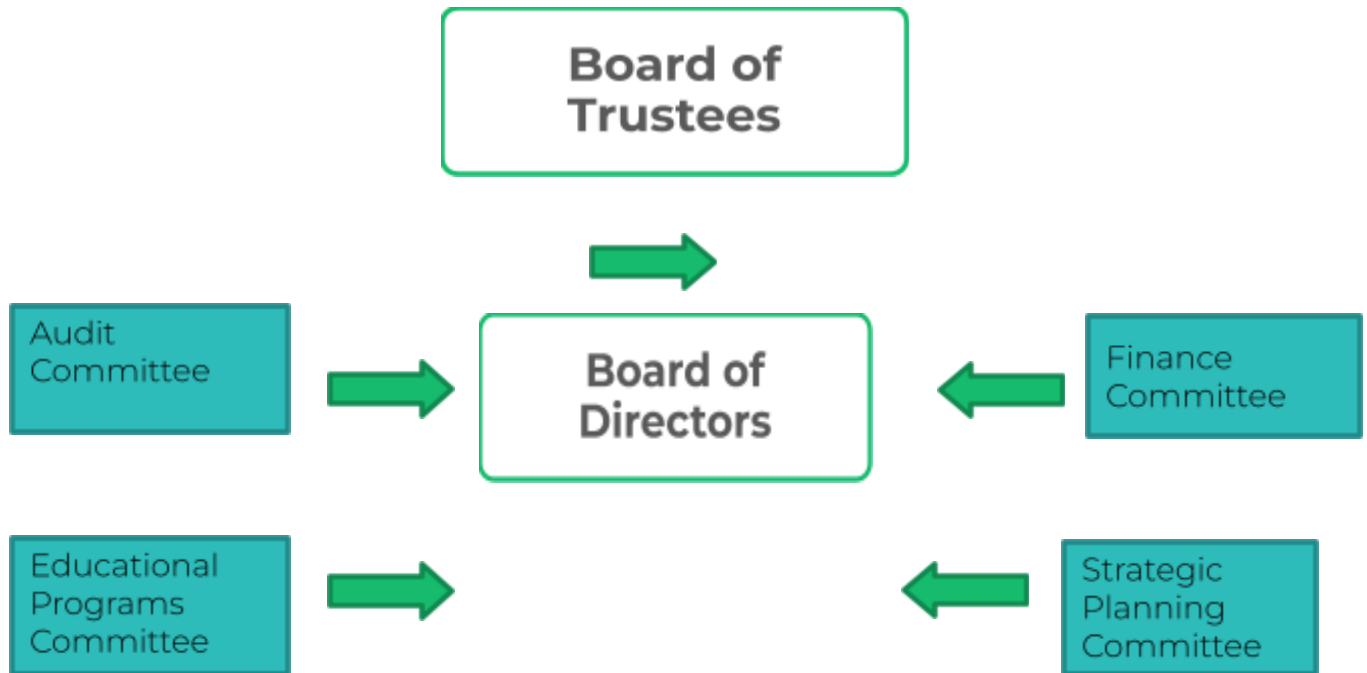 Board of
Trustees
Audit
Committee
Board of
Directors
Finance
Committee
Educational
Programs
Committee
Strategic
Planning
Committee